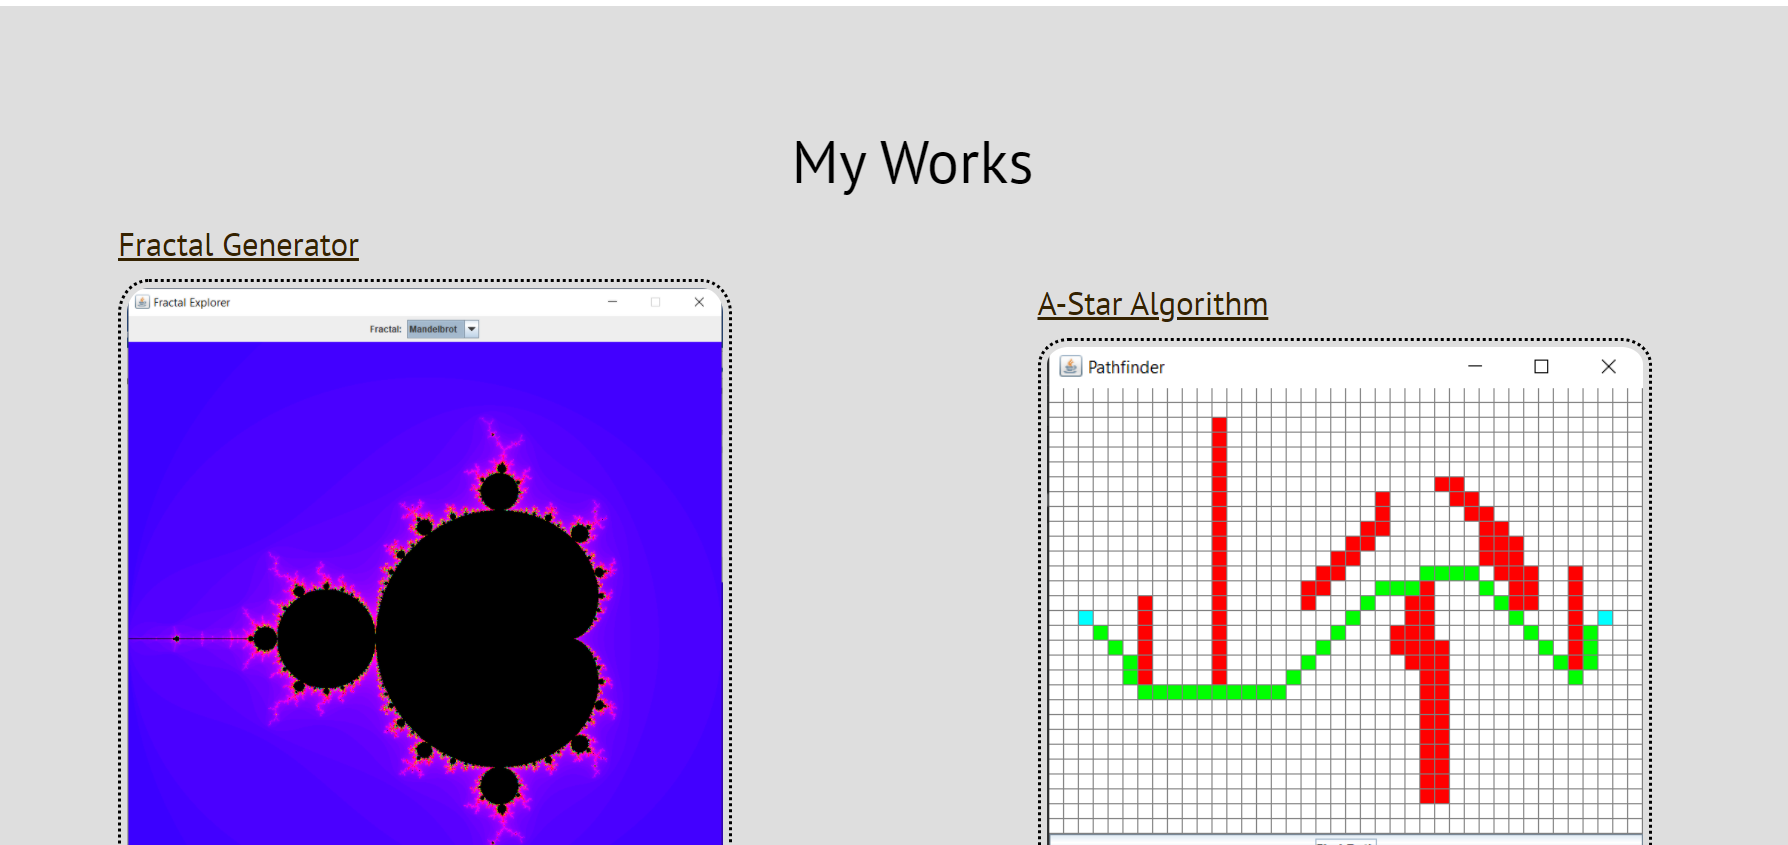 My Works
Fractal Generator
Fractal Explorer
Fractal: Mandelbrot
A-Star Algorithm
Pathfinder